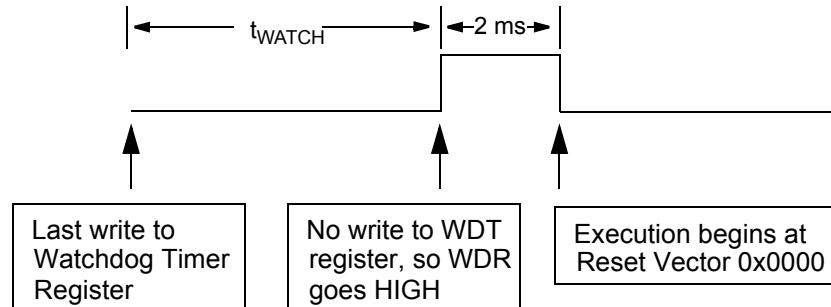 tWATCH
2 ms
Last write to
Watchdog Timer
Register
No write to WDT
register, so WDR
goes HIGH
Execution begins at
Reset Vector 0x0000